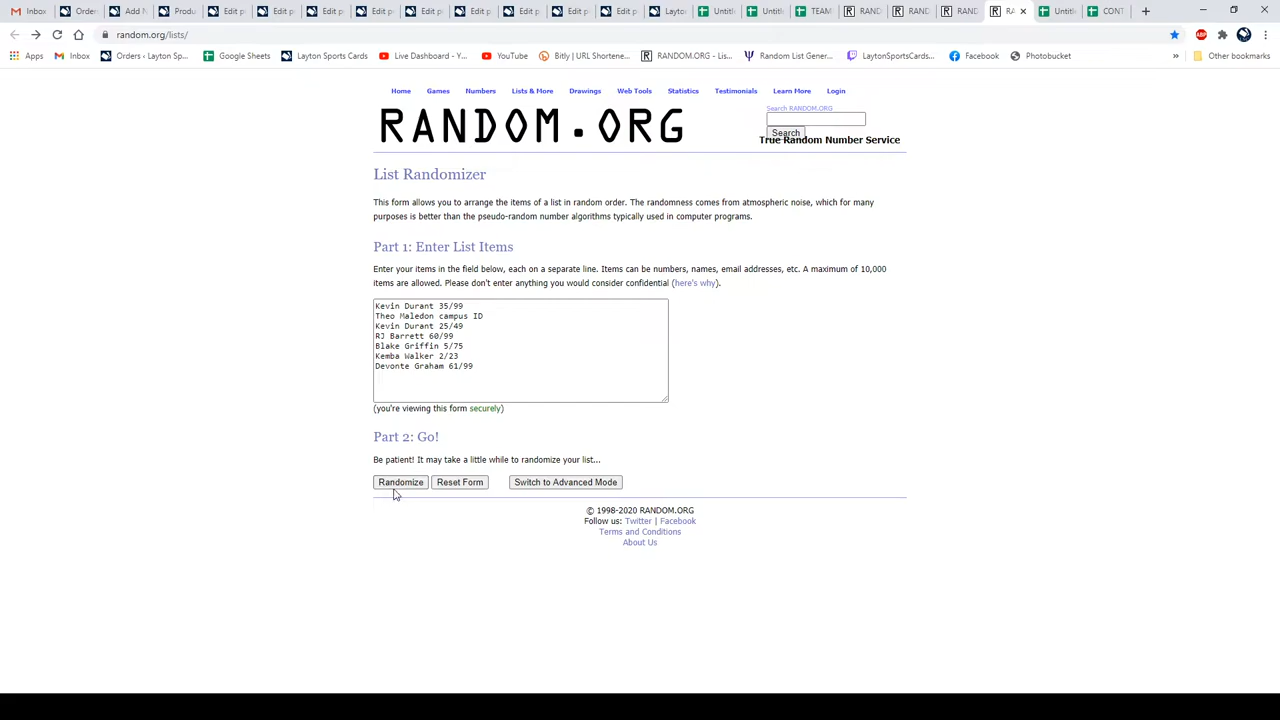 Inbox
Order
Add N
Produ
Edit p
Edit p
Edit p
Edit p
Edit p
Edit p
Edit p
Edit p
Edit p
Layto
Untitl
Untitl
TEAM
RAND
RAND
RAND
RA
Untitl
CONT
random.org/lists/
Apps
Inbox
Orders ‹ Layton Sp...
Google Sheets
Layton Sports Cards
Live Dashboard - Y...
YouTube
Bitly | URL Shortene...
RANDOM.ORG - Lis...
Random List Gener...
LaytonSportsCards...
Facebook
Photobucket
»
Other bookmarks
Home Games Numbers Lists & More Drawings Web Tools Statistics Testimonials Learn More Login
RANDOM.ORG
Search RANDOM.ORG
Search
True Random Number Service
List Randomizer
This form allows you to arrange the items of a list in random order. The randomness comes from atmospheric noise, which for many
purposes is better than the pseudo-random number algorithms typically used in computer programs.
Part 1: Enter List Items
Enter your items in the field below, each on a separate line. Items can be numbers, names, email addresses, etc. A maximum of 10,000
items are allowed. Please don't enter anything you would consider confidential (here's why).
Kevin Durant 35/99
Theo Maledon campus ID
Kevin Durant 25/49
RJ Barrett 60/99
Blake Griffin 5/75
Kemba Walker 2/23
Devonte Graham 61/99
(you're viewing this form securely)
Part 2: Go!
Be patient! It may take a little while to randomize your list...
Randomize Reset Form Switch to Advanced Mode
© 1998-2020 RANDOM.ORG
Follow us: Twitter | Facebook
Terms and Conditions
About Us